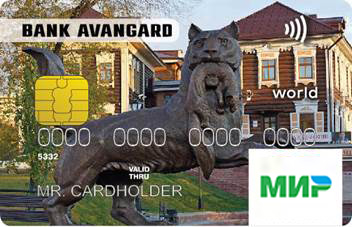 BANK AVANGARD
world
0000 0000 0000 0000
5332
VALID
THRU
MR. CARDHOLDER
МИР